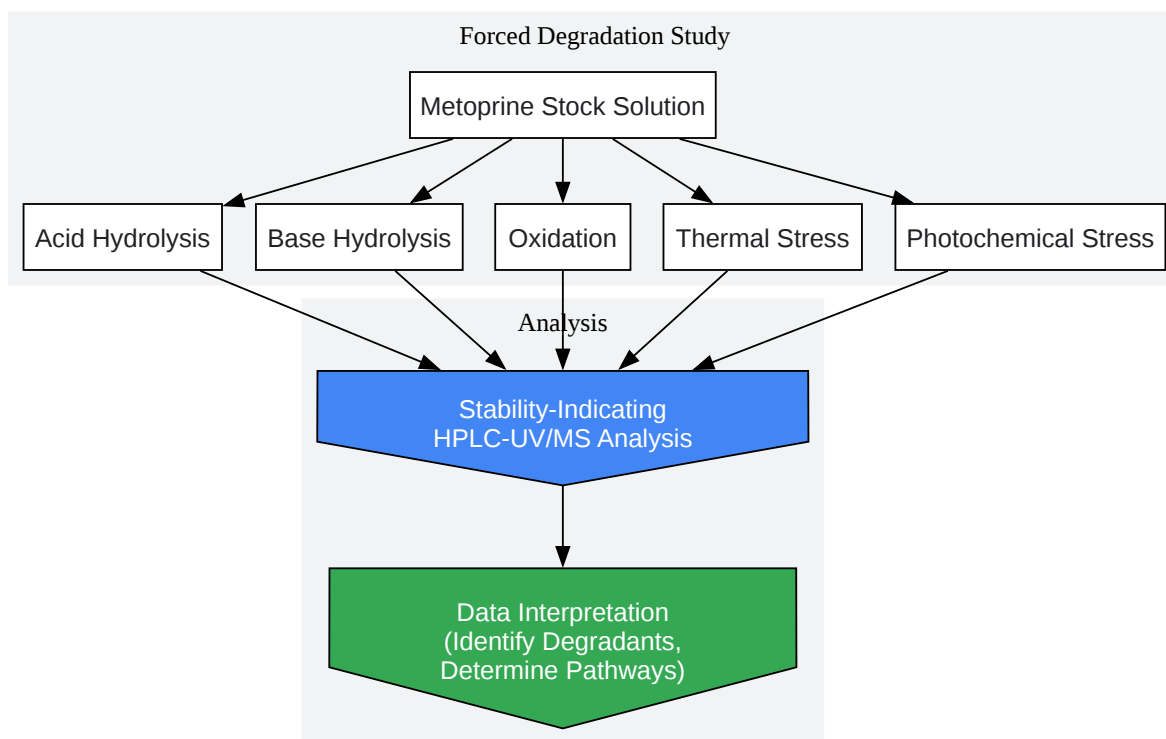 Forced Degradation Study
Metoprine Stock Solution
Acid Hydrolysis
Base Hydrolysis
Oxidation
Thermal Stress
Photochemical Stress
Analysis
Stability-Indicating
HPLC-UV/MS Analysis
Data Interpretation
(Identify Degradants,
Determine Pathways)